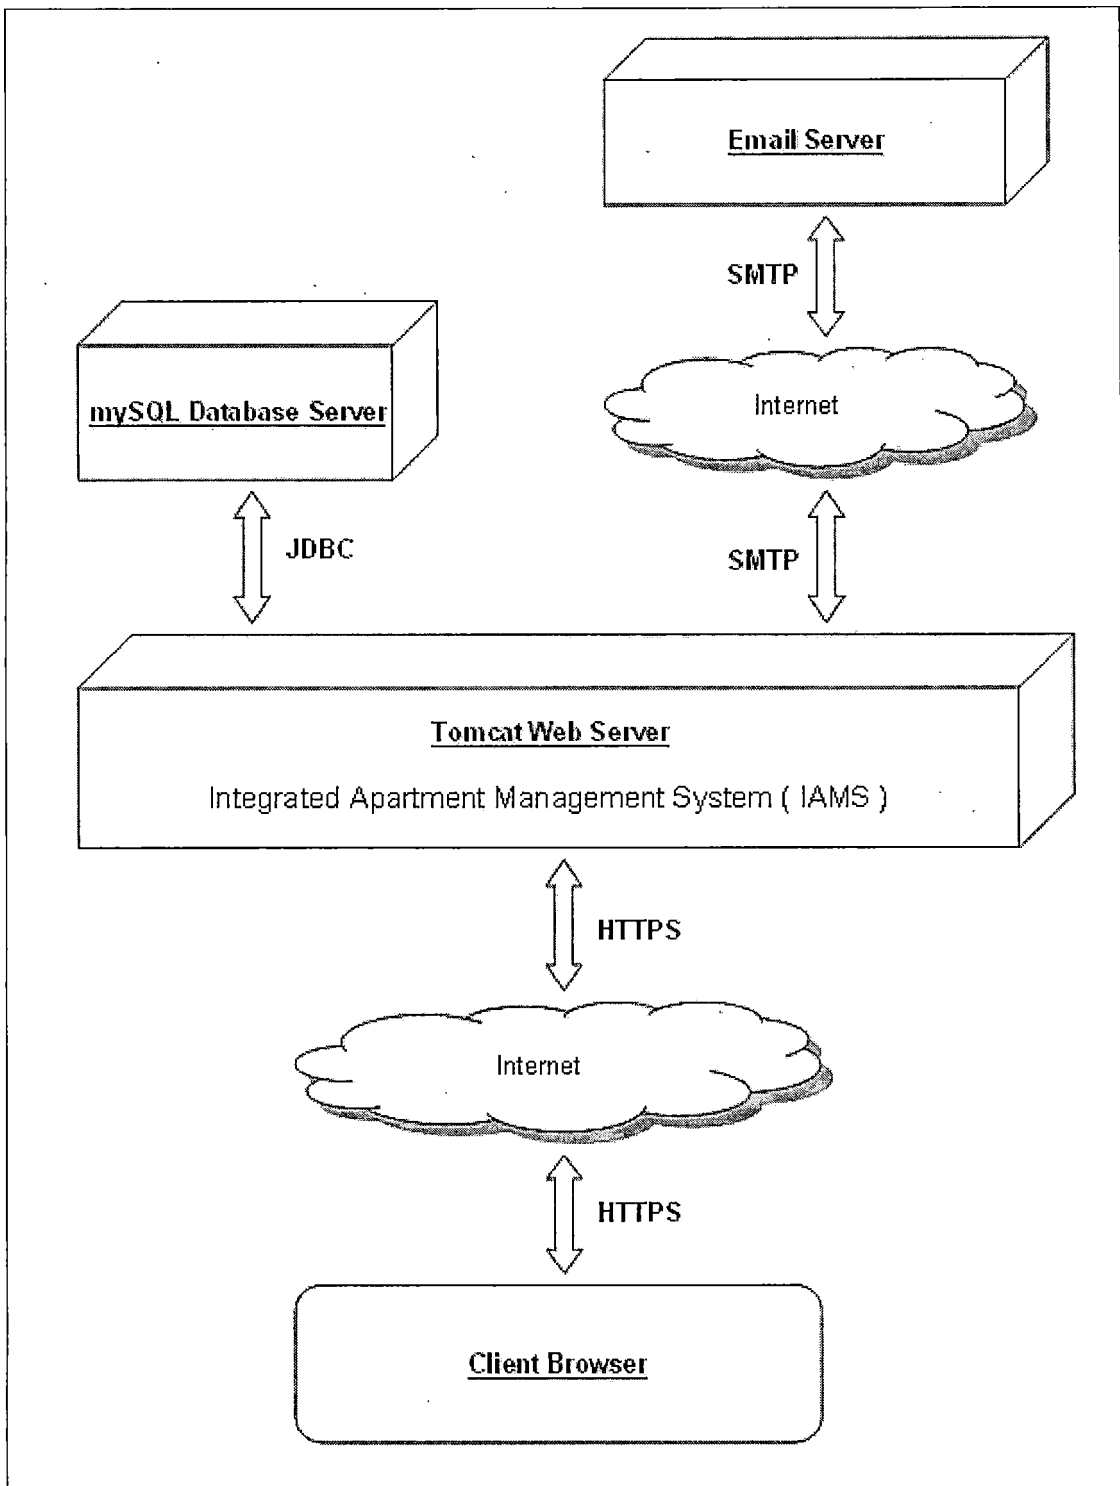 Email Server
SMTP
Internet
mySQL Database Server
JDBC
SMTP
Tomcat Web Server
Integrated Apartment Management System ( IAMS )
HTTPS
Internet
HTTPS
Client Browser